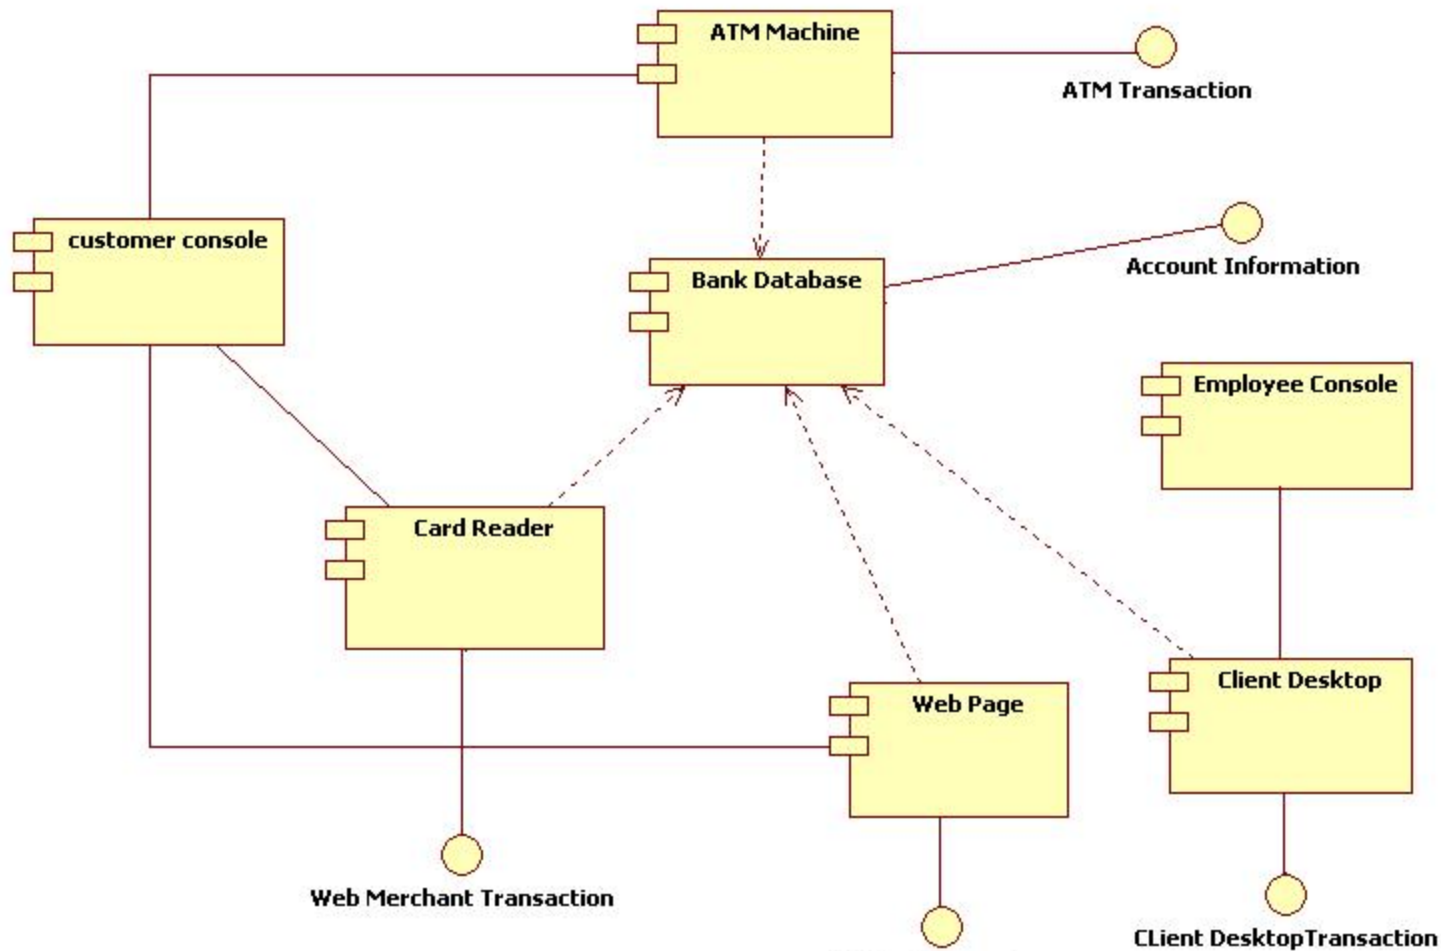 ATM Machine
ATM Transaction
customer console
Account Information
Bank Database
Employee Console
Card Reader
Client Desktop
Web Page
Web Merchant Transaction
CLient DesktopTransaction